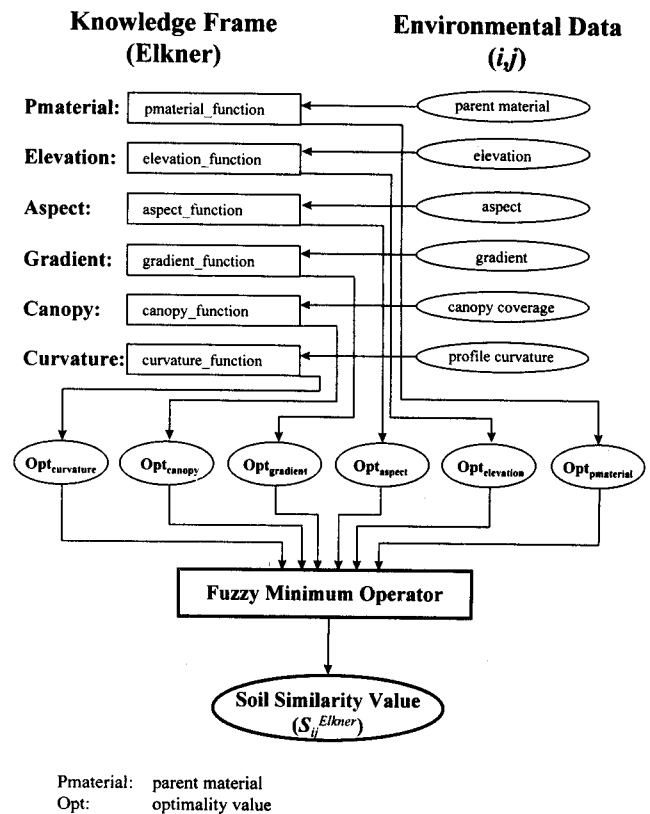 Knowledge Frame
(Elkner)
Environmental Data
(i,j)
Pmaterial: pmaterial_function parent material
Elevation: elevation_function elevation
Aspect: aspect_function aspect
Gradient: gradient_function gradient
Canopy: canopy_function canopy coverage
Curvature: curvature_function profile curvature
Optcurvature Optcanopy Optgradient Optaspect Optelevation Optpmaterial
Fuzzy Minimum Operator
Soil Similarity Value
(SijElkner)
Pmaterial: parent material
Opt: optimality value